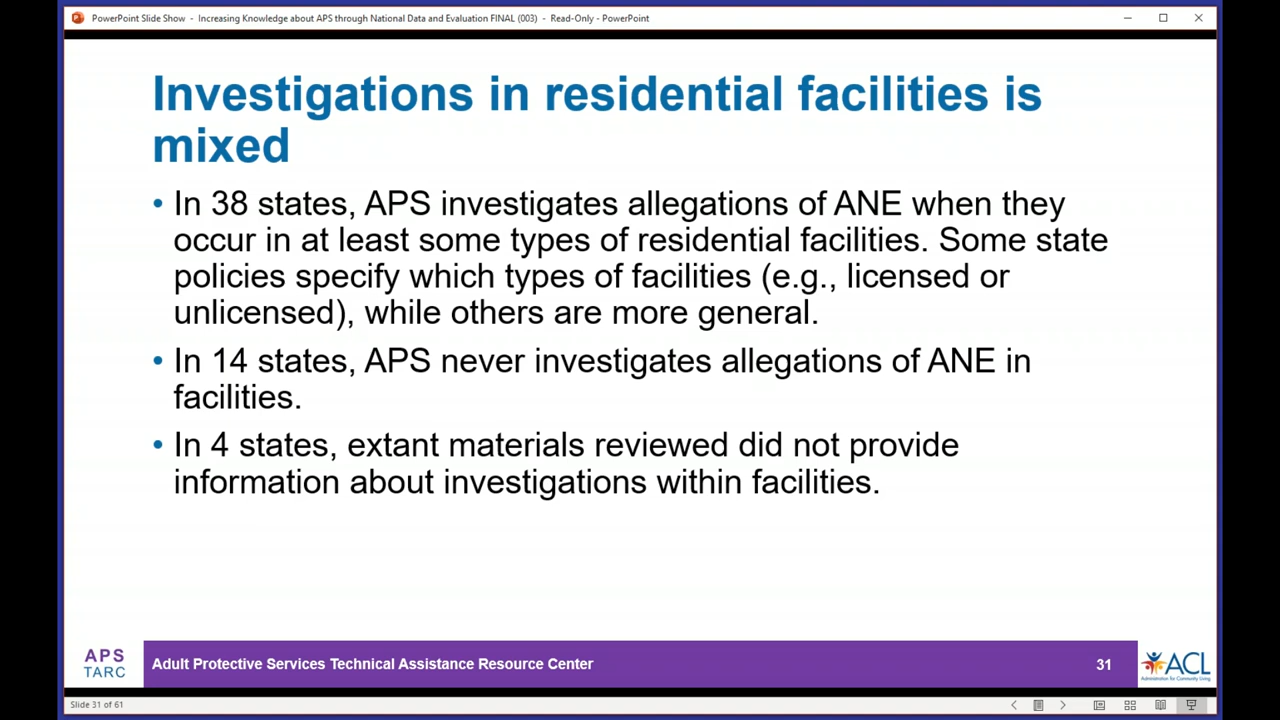 PowerPoint Slide Show - Increasing Knowledge about APS through National Data and Evaluation FINAL (003) - Read-Only - PowerPoint
Investigations in residential facilities is
mixed
• In 38 states, APS investigates allegations of ANE when they
occur in at least some types of residential facilities. Some state
policies specify which types of facilities (e.g., licensed or
unlicensed), while others are more general.
• In 14 states, APS never investigates allegations of ANE in
facilities.
• In 4 states, extant materials reviewed did not provide
information about investigations within facilities.
APS
TARC
Adult Protective Services Technical Assistance Resource Center
31
ACL
Administration for Community Living
Slide 31 of 61